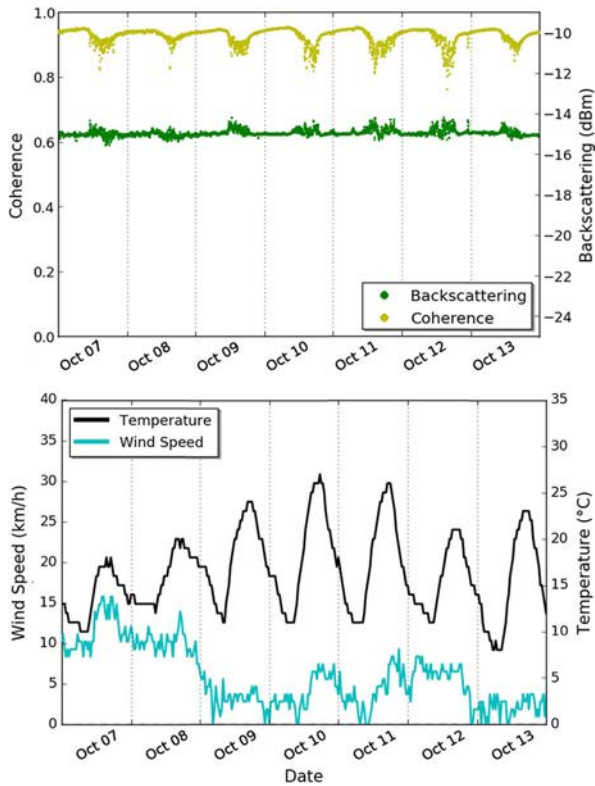 1.0
0.8
0.6
0.4
0.2
0.0
Coherence
−10
−12
−14
−16
−18
−20
−22
−24
Backscattering (dBm)
Backscattering
Coherence
Oct 07
Oct 08
Oct 09
Oct 10
Oct 11
Oct 12
Oct 13
40
35
30
25
20
15
10
5
0
Wind Speed (km/h)
Temperature
Wind Speed
35
30
25
20
15
10
5
0
Temperature (°C)
Oct 07
Oct 08
Oct 09
Oct 10
Oct 11
Oct 12
Oct 13
Date